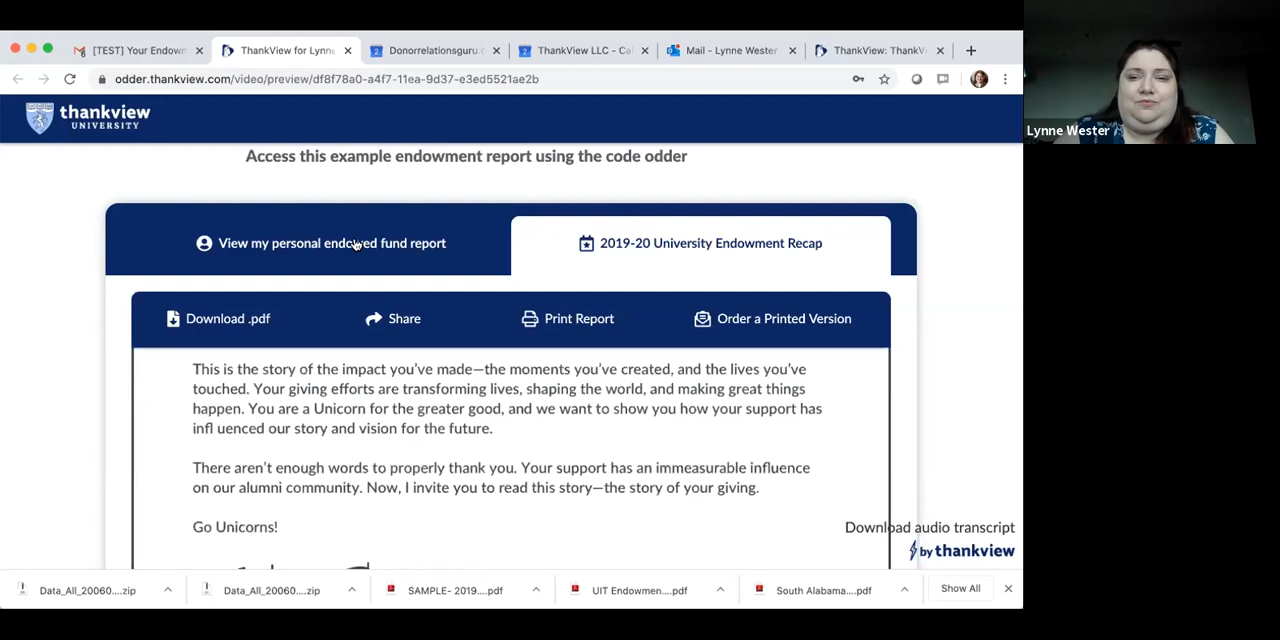 [TEST] Your Endowm
ThankView for Lynne
Donorrelationsguru.c
ThankView LLC - Cal
Mail - Lynne Wester
ThankView: ThankV
odder.thankview.com/video/preview/df8f78a0-a4f7-11ea-9d37-e3ed5521ae2b
Lynne Wester
thankview
UNIVERSITY
Access this example endowment report using the code odder
View my personal endowed fund report
2019-20 University Endowment Recap
Download .pdf
Share
Print Report
Order a Printed Version
This is the story of the impact you've made—the moments you've created, and the lives you've
touched. Your giving efforts are transforming lives, shaping the world, and making great things
happen. You are a Unicorn for the greater good, and we want to show you how your support has
infl uenced our story and vision for the future.
There aren't enough words to properly thank you. Your support has an immeasurable influence
on our alumni community. Now, I invite you to read this story—the story of your giving.
Go Unicorns!
Download audio transcript
by thankview
Data_All_20060....zip
Data_All_20060....zip
SAMPLE- 2019....pdf
UIT Endowmen....pdf
South Alabama....pdf
Show All